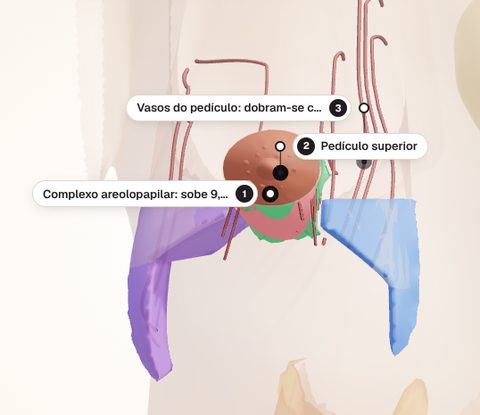 Vasos do pedículo: dobram-se c... 3
2 Pedículo superior
Complexo areolopapilar: sobe 9,... 1